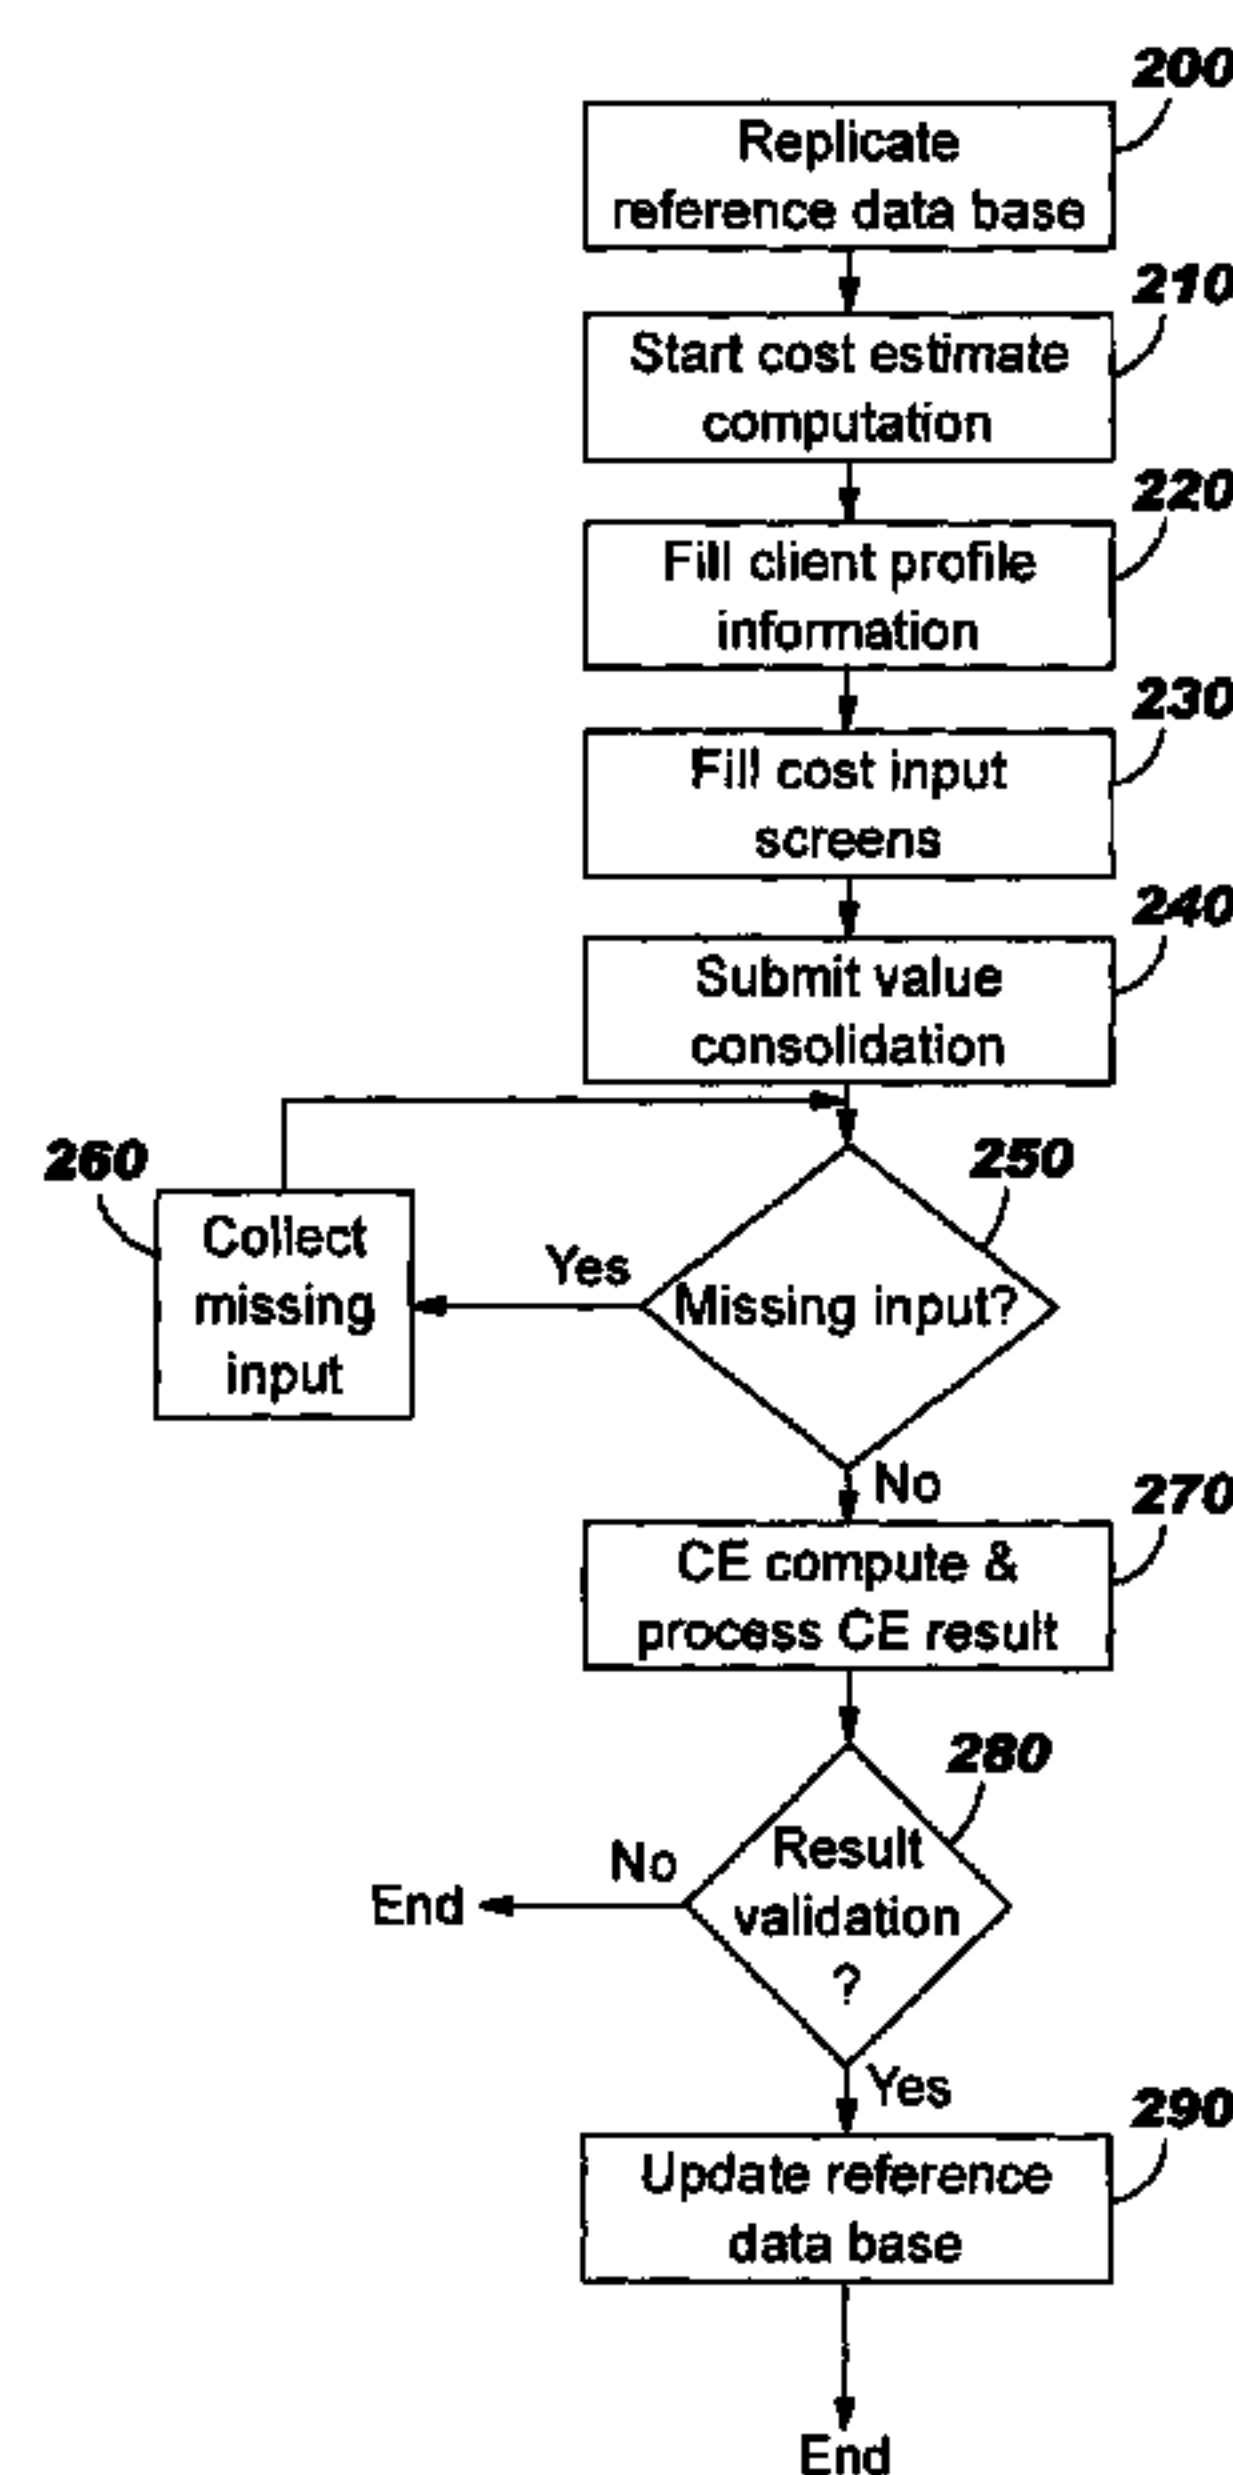 200
Replicate
reference data base
210
Start cost estimate
computation
220
Fill client profile
information
230
Fill cost input
screens
240
Submit value
consolidation
250
Missing input?
Yes
260
Collect
missing
input
No
270
CE compute &
process CE result
280
Result
validation
?
No
End
Yes
290
Update reference
data base
End